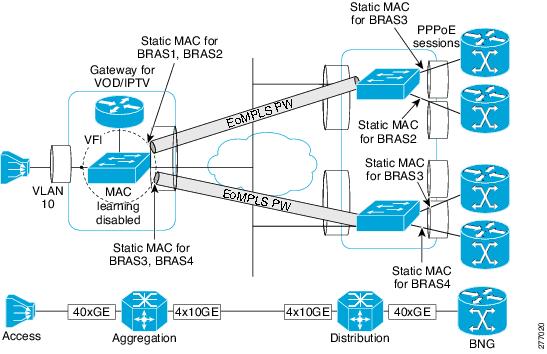 Static MAC
for BRAS3
PPPoE
sessions
Static MAC for
BRAS1, BRAS2
Gateway for
VOD/IPTV
EoMPLS PW
Static MAC
for BRAS2
VFI
VLAN
10
MAC
learning
disabled
Static MAC
for BRAS3
EoMPLS PW
Static MAC for
BRAS3, BRAS4
Static MAC
for BRAS4
40xGE
4x10GE
4x10GE
40xGE
Access
Aggregation
Distribution
BNG
277020